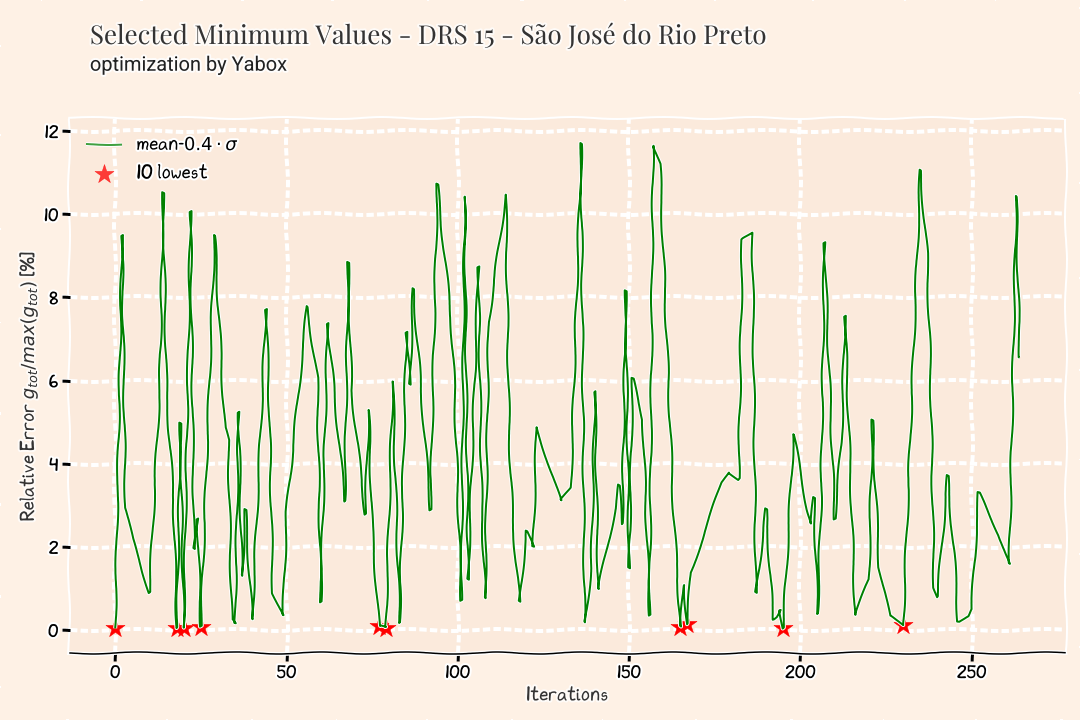 Selected Minimum Values - DRS 15 - São José do Rio Preto
optimization by Yabox
mean-0.4 · σ
10 lowest
12
10
8
6
4
2
0
Relative Error g_tot/max(g_tot) [%]
0 50 100 150 200 250
Iterations